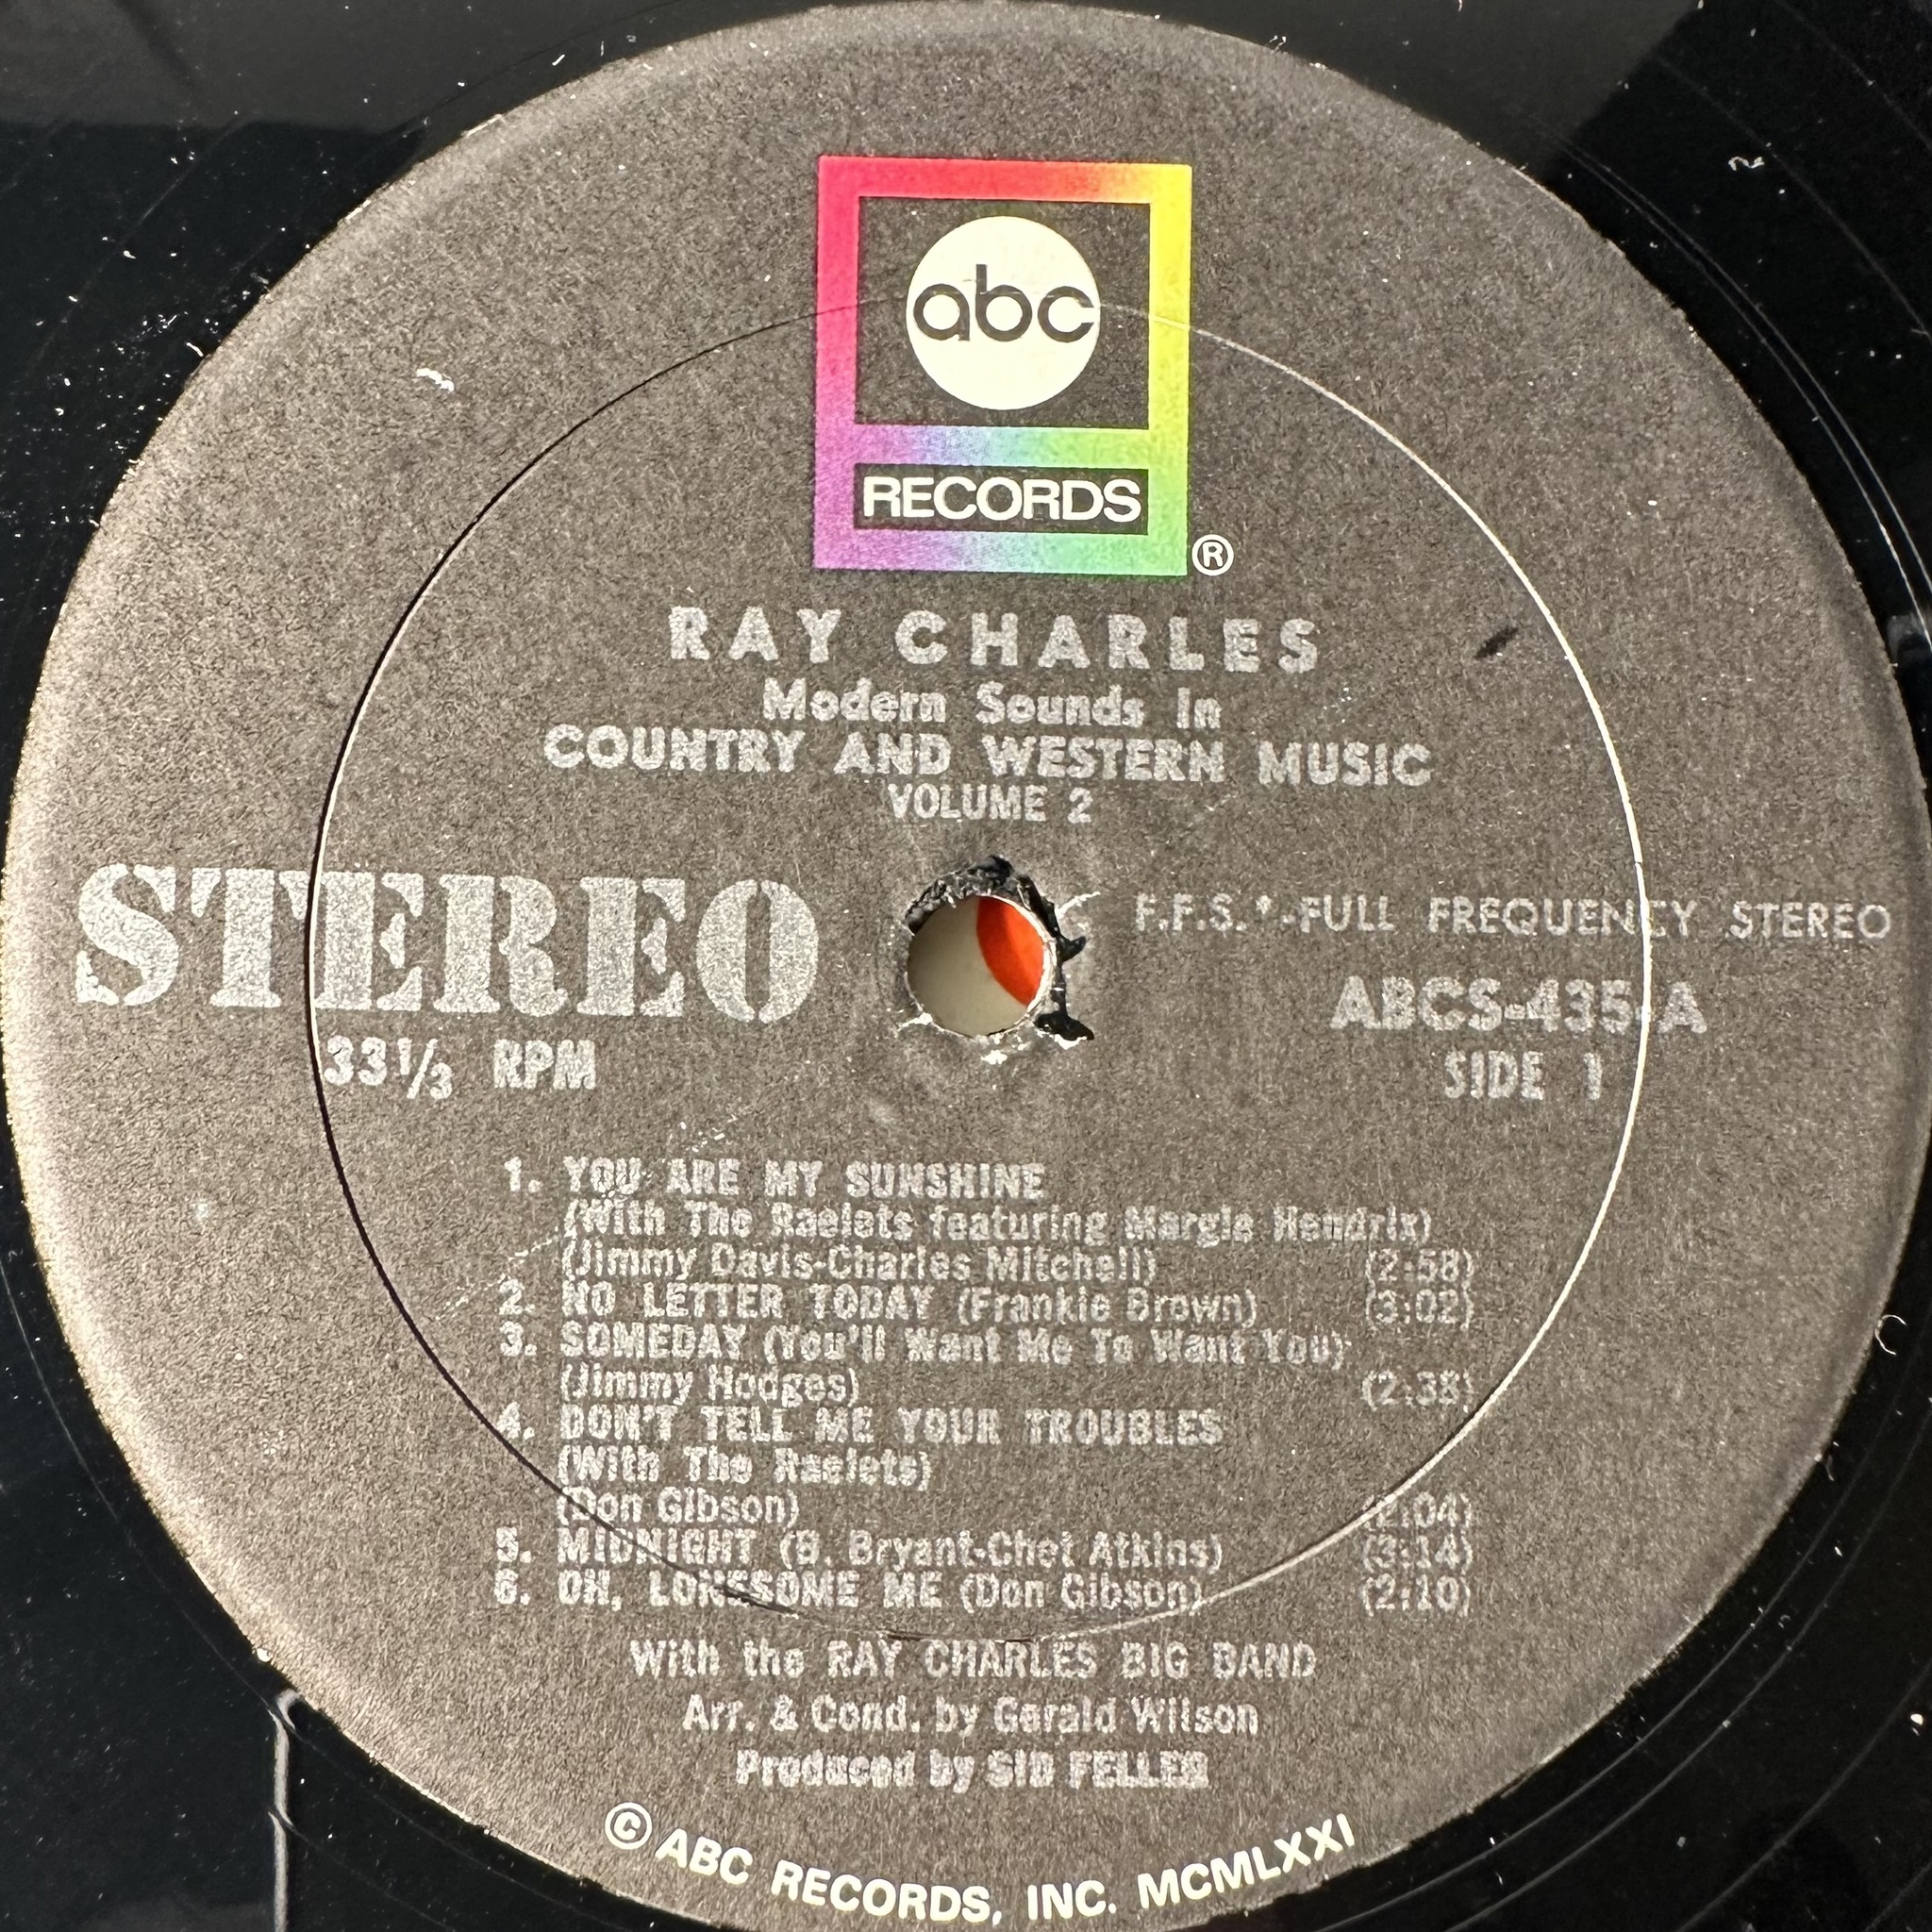 abc
RECORDS
®
RAY CHARLES
Modern Sounds In
COUNTRY AND WESTERN MUSIC
VOLUME 2
STEREO
33⅓ RPM
F.F.S.*-FULL FREQUENCY STEREO
ABCS-435-A
SIDE 1
1. YOU ARE MY SUNSHINE
(With The Raelets featuring Margie Hendrix)
(Jimmy Davis-Charles Mitchell) (2:58)
2. NO LETTER TODAY (Frankie Brown) (3:02)
3. SOMEDAY (You'll Want Me To Want You)
(Jimmy Hodges) (2:38)
4. DON'T TELL ME YOUR TROUBLES
(With The Raelets)
(Don Gibson) (2:04)
5. MIDNIGHT (B. Bryant-Chet Atkins) (3:14)
6. OH, LONESOME ME (Don Gibson) (2:10)
With the RAY CHARLES BIG BAND
Arr. & Cond. by Gerald Wilson
Produced by SID FELLER
© ABC RECORDS, INC. MCMLXXI